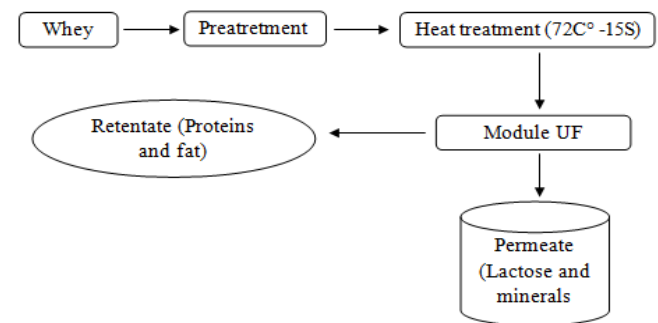 Whey
Preatretment
Heat treatment (72C° -15S)
Retentate (Proteins
and fat)
Module UF
Permeate
(Lactose and
minerals